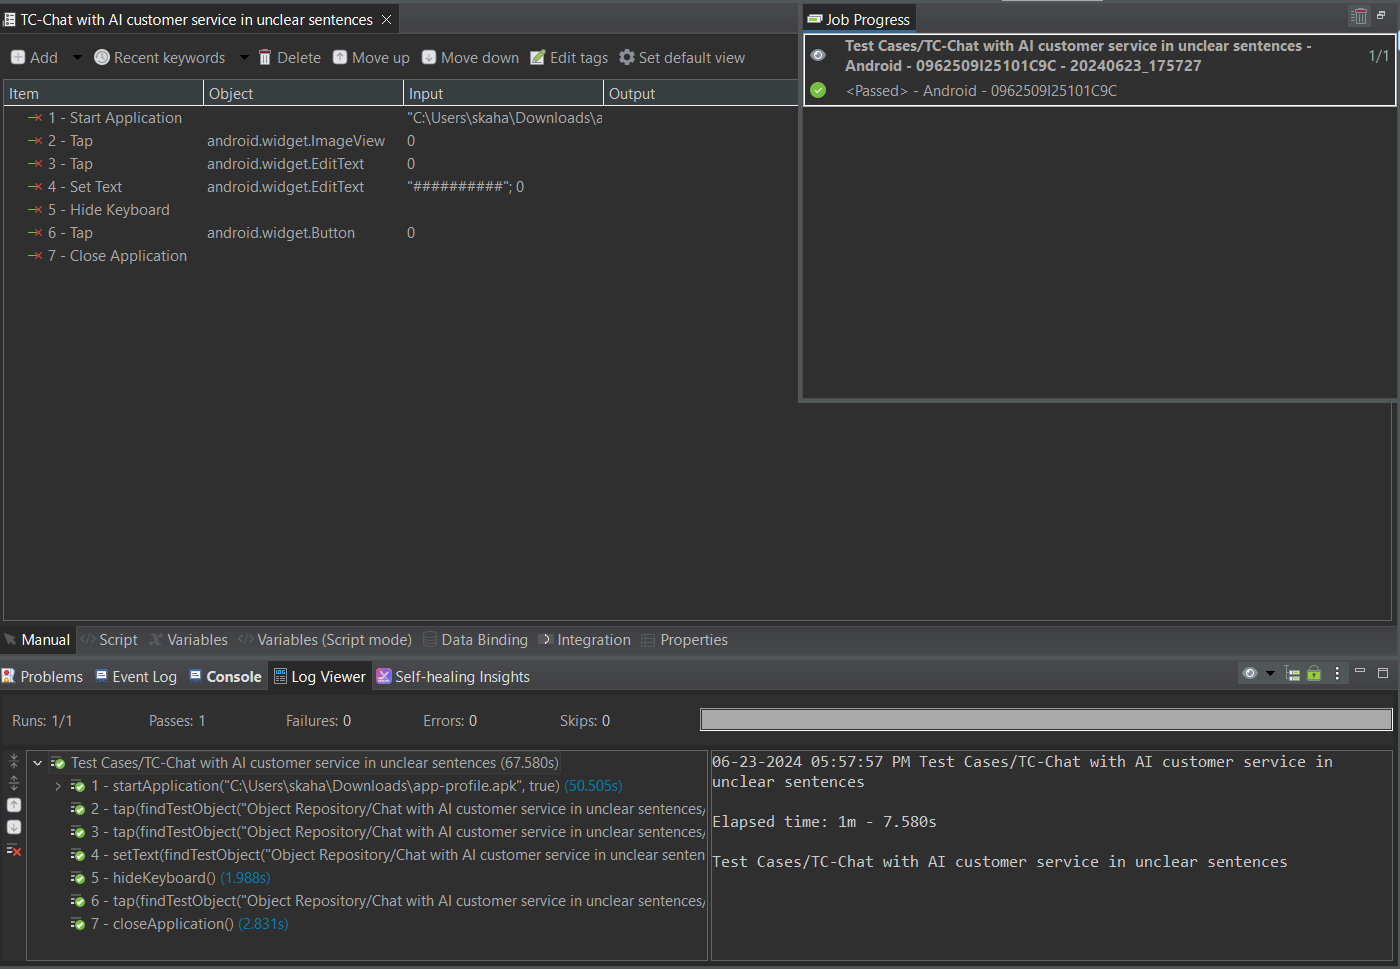 TC-Chat with AI customer service in unclear sentences
Add Recent keywords Delete Move up Move down Edit tags Set default view
Item Object Input Output
1 - Start Application "C:\Users\skaha\Downloads\a
2 - Tap android.widget.ImageView 0
3 - Tap android.widget.EditText 0
4 - Set Text android.widget.EditText "##########"; 0
5 - Hide Keyboard
6 - Tap android.widget.Button 0
7 - Close Application
Job Progress
Test Cases/TC-Chat with AI customer service in unclear sentences -
Android - 0962509I25101C9C - 20240623_175727
1/1
<Passed> - Android - 0962509I25101C9C
Manual Script Variables Variables (Script mode) Data Binding Integration Properties
Problems Event Log Console Log Viewer Self-healing Insights
Runs: 1/1 Passes: 1 Failures: 0 Errors: 0 Skips: 0
Test Cases/TC-Chat with AI customer service in unclear sentences (67.580s)
1 - startApplication("C:\Users\skaha\Downloads\app-profile.apk", true) (50.505s)
2 - tap(findTestObject("Object Repository/Chat with AI customer service in unclear sentences/
3 - tap(findTestObject("Object Repository/Chat with AI customer service in unclear sentences/
4 - setText(findTestObject("Object Repository/Chat with AI customer service in unclear senten
5 - hideKeyboard() (1.988s)
6 - tap(findTestObject("Object Repository/Chat with AI customer service in unclear sentences/
7 - closeApplication() (2.831s)
06-23-2024 05:57:57 PM Test Cases/TC-Chat with AI customer service in
unclear sentences
Elapsed time: 1m - 7.580s
Test Cases/TC-Chat with AI customer service in unclear sentences